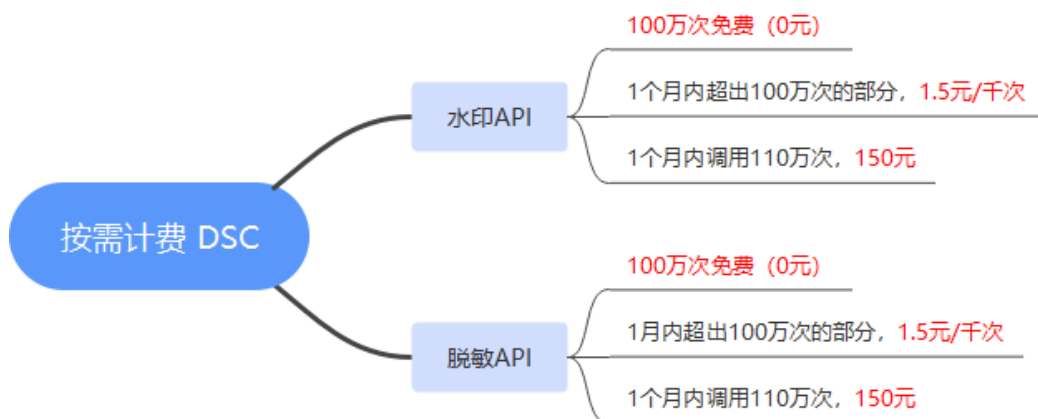 按需计费 DSC
水印API
100万次免费（0元）
1个月内超出100万次的部分，1.5元/千次
1个月内调用110万次，150元
脱敏API
100万次免费（0元）
1月内超出100万次的部分，1.5元/千次
1个月内调用110万次，150元